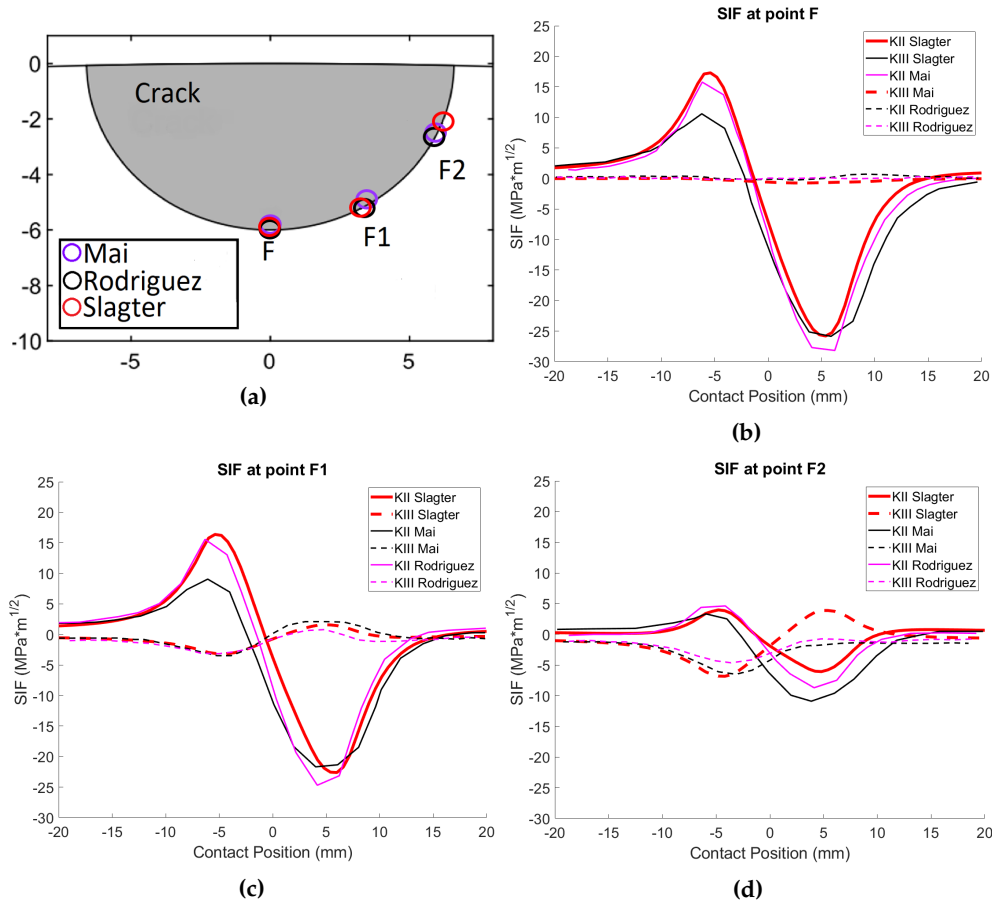 0
-2
-4
-6
-8
-10
-5
0
5
Crack
F
F1
F2
Mai
Rodriguez
Slagter
(a)
SIF at point F
25
20
15
10
5
0
-5
-10
-15
-20
-25
-30
SIF (MPa*m1/2)
-20
-15
-10
-5
0
5
10
15
20
Contact Position (mm)
KII Slagter
KIII Slagter
KII Mai
KIII Mai
KII Rodriguez
KIII Rodriguez
(b)
SIF at point F1
25
20
15
10
5
0
-5
-10
-15
-20
-25
-30
SIF (MPa*m1/2)
-20
-15
-10
-5
0
5
10
15
20
Contact Position (mm)
KII Slagter
KIII Slagter
KII Mai
KIII Mai
KII Rodriguez
KIII Rodriguez
(c)
SIF at point F2
25
20
15
10
5
0
-5
-10
-15
-20
-25
-30
SIF (MPa*m1/2)
-20
-15
-10
-5
0
5
10
15
20
Contact Position (mm)
KII Slagter
KIII Slagter
KII Mai
KIII Mai
KII Rodriguez
KIII Rodriguez
(d)